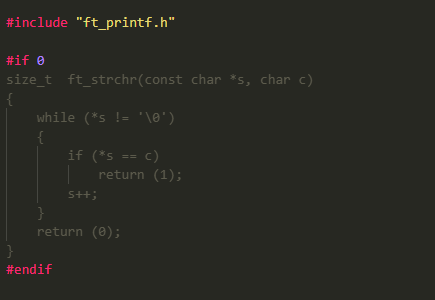 #include "ft_printf.h"
#if 0
size_t  ft_strchr(const char *s, char c)
{
    while (*s != '\0')
    {
        if (*s == c)
            return (1);
        s++;
    }
    return (0);
}
#endif